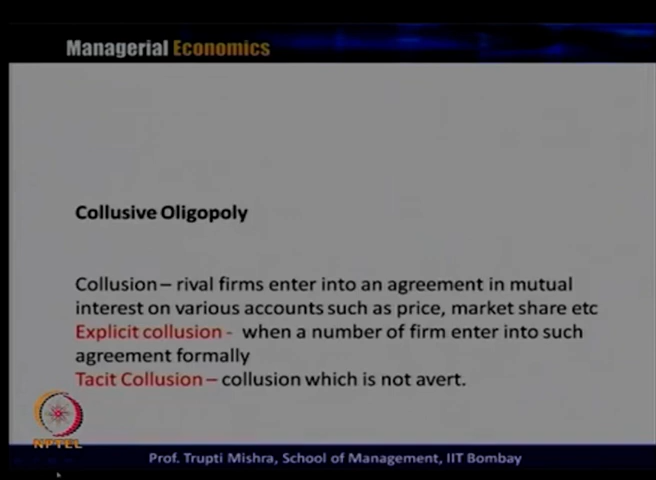 Managerial Economics
Collusive Oligopoly
Collusion – rival firms enter into an agreement in mutual
interest on various accounts such as price, market share etc
Explicit collusion - when a number of firm enter into such
agreement formally
Tacit Collusion – collusion which is not avert.
NPTEL
Prof. Trupti Mishra, School of Management, IIT Bombay